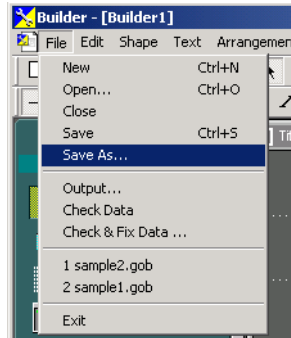 Builder - [Builder1]
File Edit Shape Text
New Ctrl+N
Open... Ctrl+O
Close
Save Ctrl+S
Save As...
Output...
Check Data
Check & Fix Data ...
1 sample2.gob
2 sample1.gob
Exit